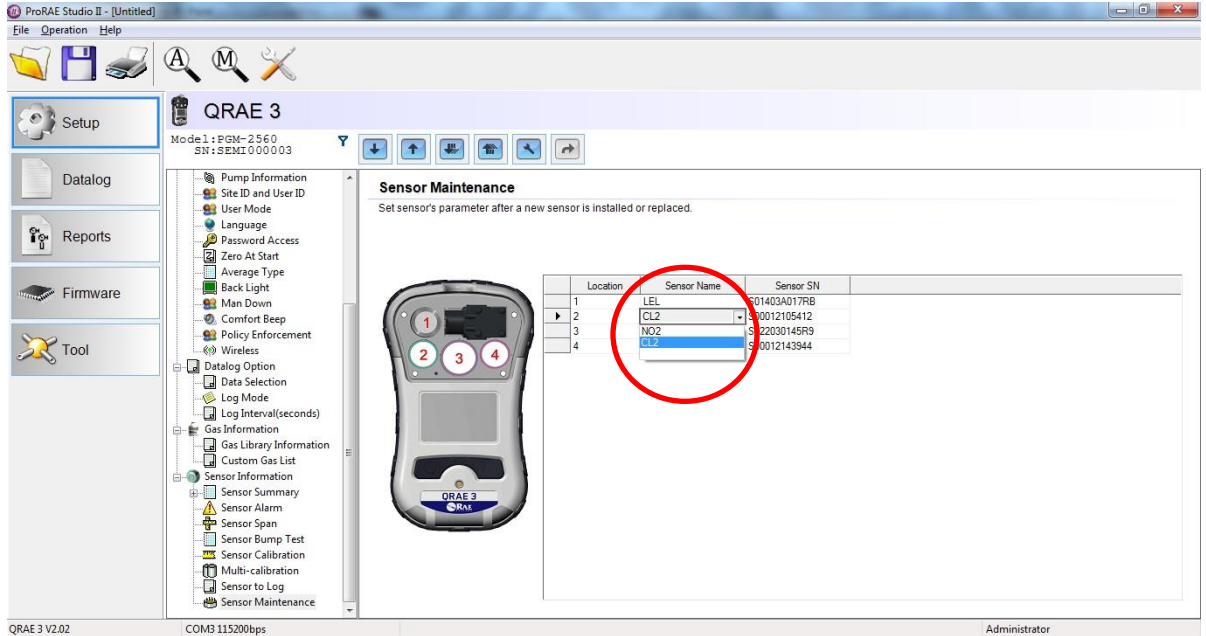 ProRAE Studio II - [Untitled]
File Operation Help
A M
Setup
Datalog
Reports
Firmware
Tool
QRAE 3
Model:PGM-2560
SN:SEMI000003
Pump Information
Site ID and User ID
User Mode
Language
Password Access
Zero At Start
Average Type
Back Light
Man Down
Comfort Beep
Policy Enforcement
Wireless
Datalog Option
Data Selection
Log Mode
Log Interval(seconds)
Gas Information
Gas Library Information
Custom Gas List
Sensor Information
Sensor Summary
Sensor Alarm
Sensor Span
Sensor Bump Test
Sensor Calibration
Multi-calibration
Sensor to Log
Sensor Maintenance
Sensor Maintenance
Set sensor's parameter after a new sensor is installed or replaced.
1
2 3 4
QRAE 3
RAE
Location Sensor Name Sensor SN
1 LEL S01403A017RB
2 CL2 S00012105412
3 NO2
4 CL2 S00012143944
QRAE 3 V2.02 COM3 115200bps Administrator